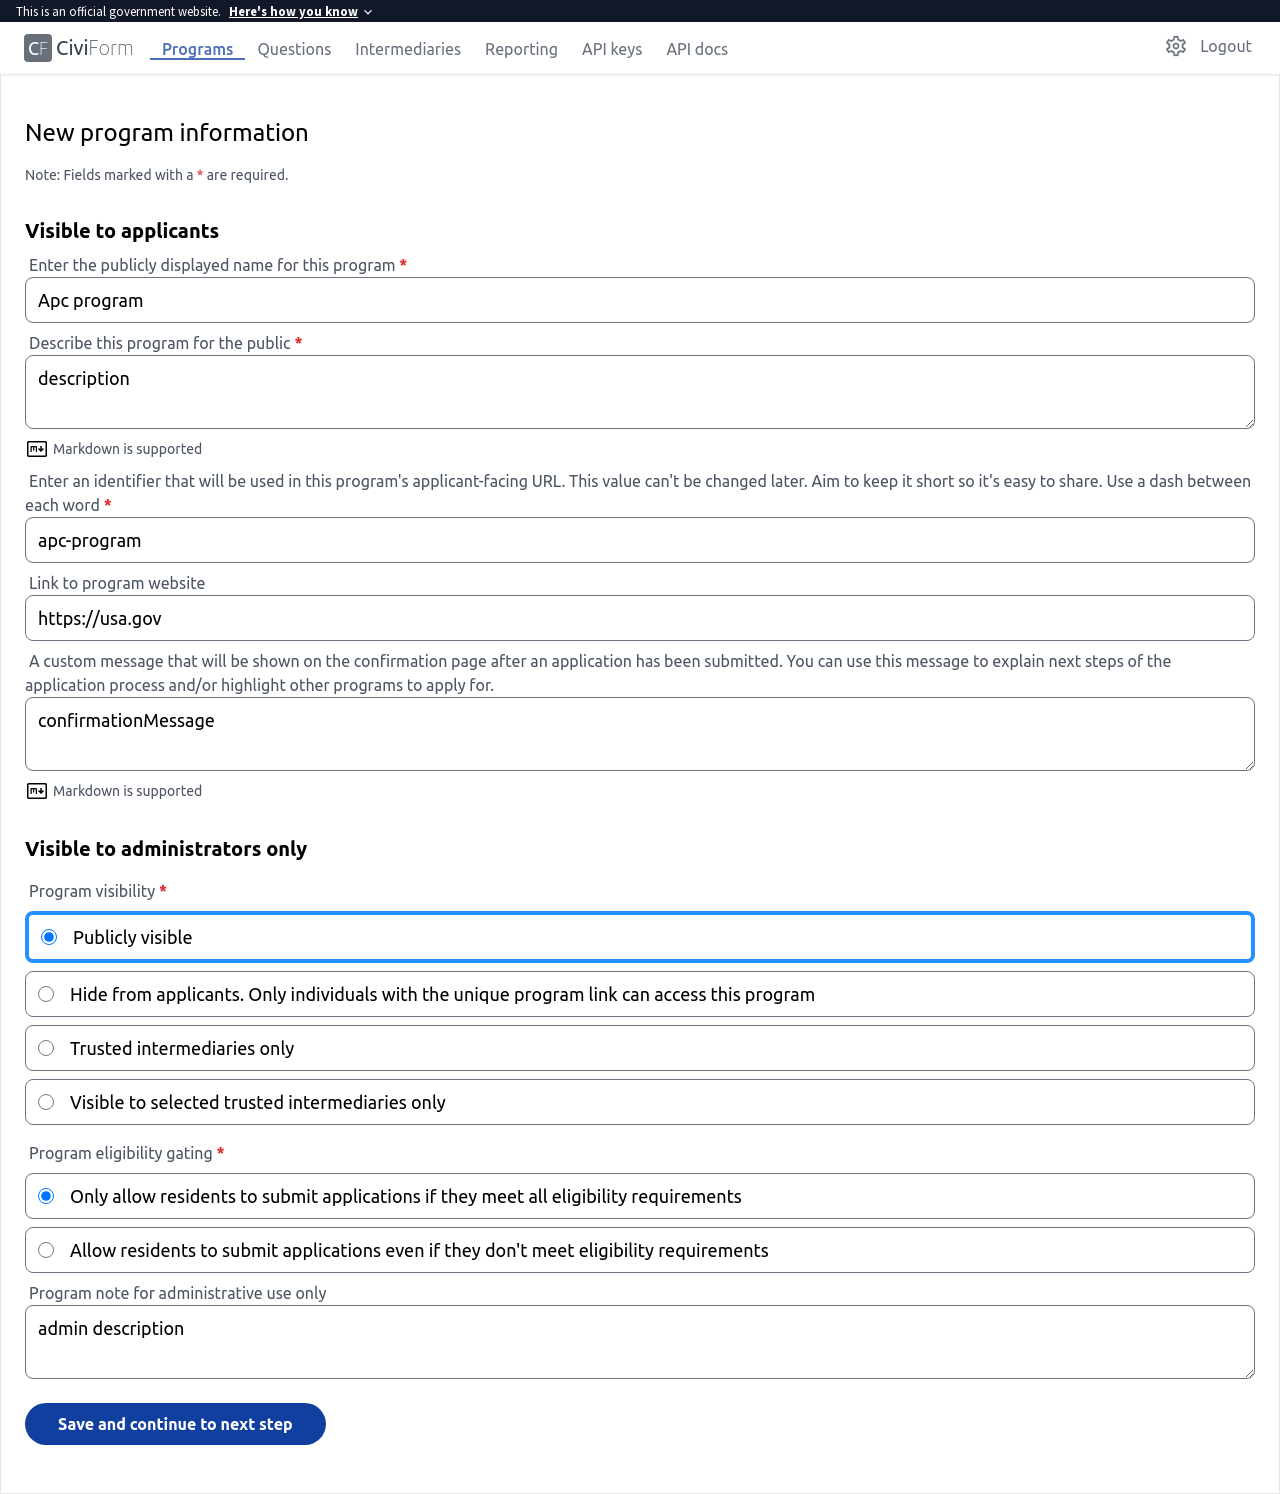 This is an official government website. Here's how you know
CF CiviForm Programs Questions Intermediaries Reporting API keys API docs Logout
New program information
Note: Fields marked with a * are required.
Visible to applicants
Enter the publicly displayed name for this program *
Apc program
Describe this program for the public *
description
Markdown is supported
Enter an identifier that will be used in this program's applicant-facing URL. This value can't be changed later. Aim to keep it short so it's easy to share. Use a dash between
each word *
apc-program
Link to program website
https://usa.gov
A custom message that will be shown on the confirmation page after an application has been submitted. You can use this message to explain next steps of the
application process and/or highlight other programs to apply for.
confirmationMessage
Markdown is supported
Visible to administrators only
Program visibility *
Publicly visible
Hide from applicants. Only individuals with the unique program link can access this program
Trusted intermediaries only
Visible to selected trusted intermediaries only
Program eligibility gating *
Only allow residents to submit applications if they meet all eligibility requirements
Allow residents to submit applications even if they don't meet eligibility requirements
Program note for administrative use only
admin description
Save and continue to next step